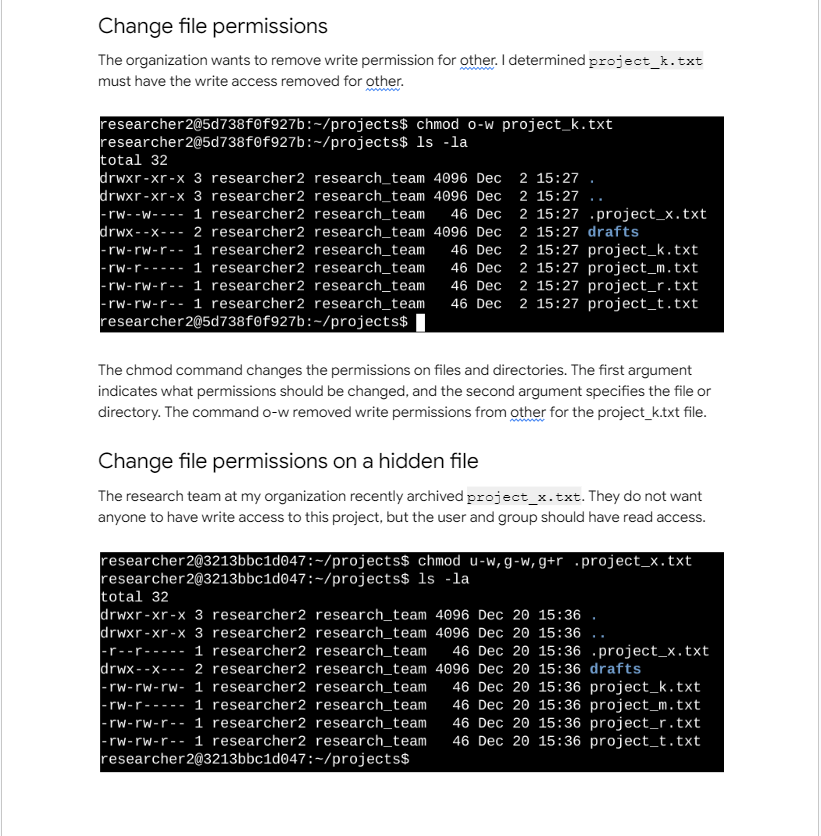 Change file permissions
The organization wants to remove write permission for other. I determined project_k.txt
must have the write access removed for other.
researcher2@5d738f0f927b:~/projects$ chmod o-w project_k.txt
researcher2@5d738f0f927b:~/projects$ ls -la
total 32
drwxr-xr-x 3 researcher2 research_team 4096 Dec  2 15:27 .
drwxr-xr-x 3 researcher2 research_team 4096 Dec  2 15:27 ..
-rw--w---- 1 researcher2 research_team   46 Dec  2 15:27 .project_x.txt
drwx--x--- 2 researcher2 research_team 4096 Dec  2 15:27 drafts
-rw-rw-r-- 1 researcher2 research_team   46 Dec  2 15:27 project_k.txt
-rw-r----- 1 researcher2 research_team   46 Dec  2 15:27 project_m.txt
-rw-rw-r-- 1 researcher2 research_team   46 Dec  2 15:27 project_r.txt
-rw-rw-r-- 1 researcher2 research_team   46 Dec  2 15:27 project_t.txt
researcher2@5d738f0f927b:~/projects$
The chmod command changes the permissions on files and directories. The first argument
indicates what permissions should be changed, and the second argument specifies the file or
directory. The command o-w removed write permissions from other for the project_k.txt file.
Change file permissions on a hidden file
The research team at my organization recently archived project_x.txt. They do not want
anyone to have write access to this project, but the user and group should have read access.
researcher2@3213bbc1d047:~/projects$ chmod u-w,g-w,g+r .project_x.txt
researcher2@3213bbc1d047:~/projects$ ls -la
total 32
drwxr-xr-x 3 researcher2 research_team 4096 Dec 20 15:36 .
drwxr-xr-x 3 researcher2 research_team 4096 Dec 20 15:36 ..
-r--r----- 1 researcher2 research_team   46 Dec 20 15:36 .project_x.txt
drwx--x--- 2 researcher2 research_team 4096 Dec 20 15:36 drafts
-rw-rw-rw- 1 researcher2 research_team   46 Dec 20 15:36 project_k.txt
-rw-r----- 1 researcher2 research_team   46 Dec 20 15:36 project_m.txt
-rw-rw-r-- 1 researcher2 research_team   46 Dec 20 15:36 project_r.txt
-rw-rw-r-- 1 researcher2 research_team   46 Dec 20 15:36 project_t.txt
researcher2@3213bbc1d047:~/projects$